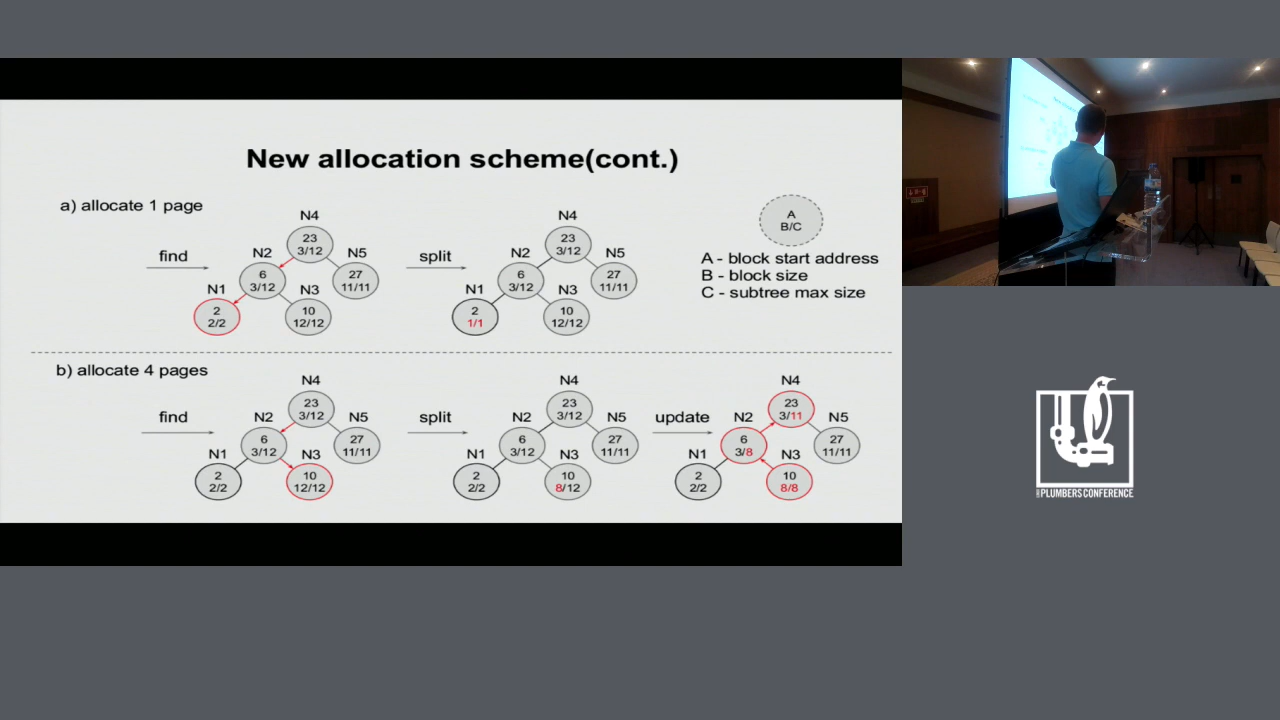 New allocation scheme(cont.)
a) allocate 1 page
find
N4
23
3/12
N2
6
3/12
N5
27
11/11
N1
2
2/2
N3
10
12/12
split
N4
23
3/12
N2
6
3/12
N5
27
11/11
N1
2
1/1
N3
10
12/12
A
B/C
A - block start address
B - block size
C - subtree max size
b) allocate 4 pages
find
N4
23
3/12
N2
6
3/12
N5
27
11/11
N1
2
2/2
N3
10
12/12
split
N4
23
3/12
N2
6
3/12
N5
27
11/11
N1
2
2/2
N3
10
8/12
update
N4
23
3/11
N2
6
3/8
N5
27
11/11
N1
2
2/2
N3
10
8/8
PLUMBERS CONFERENCE